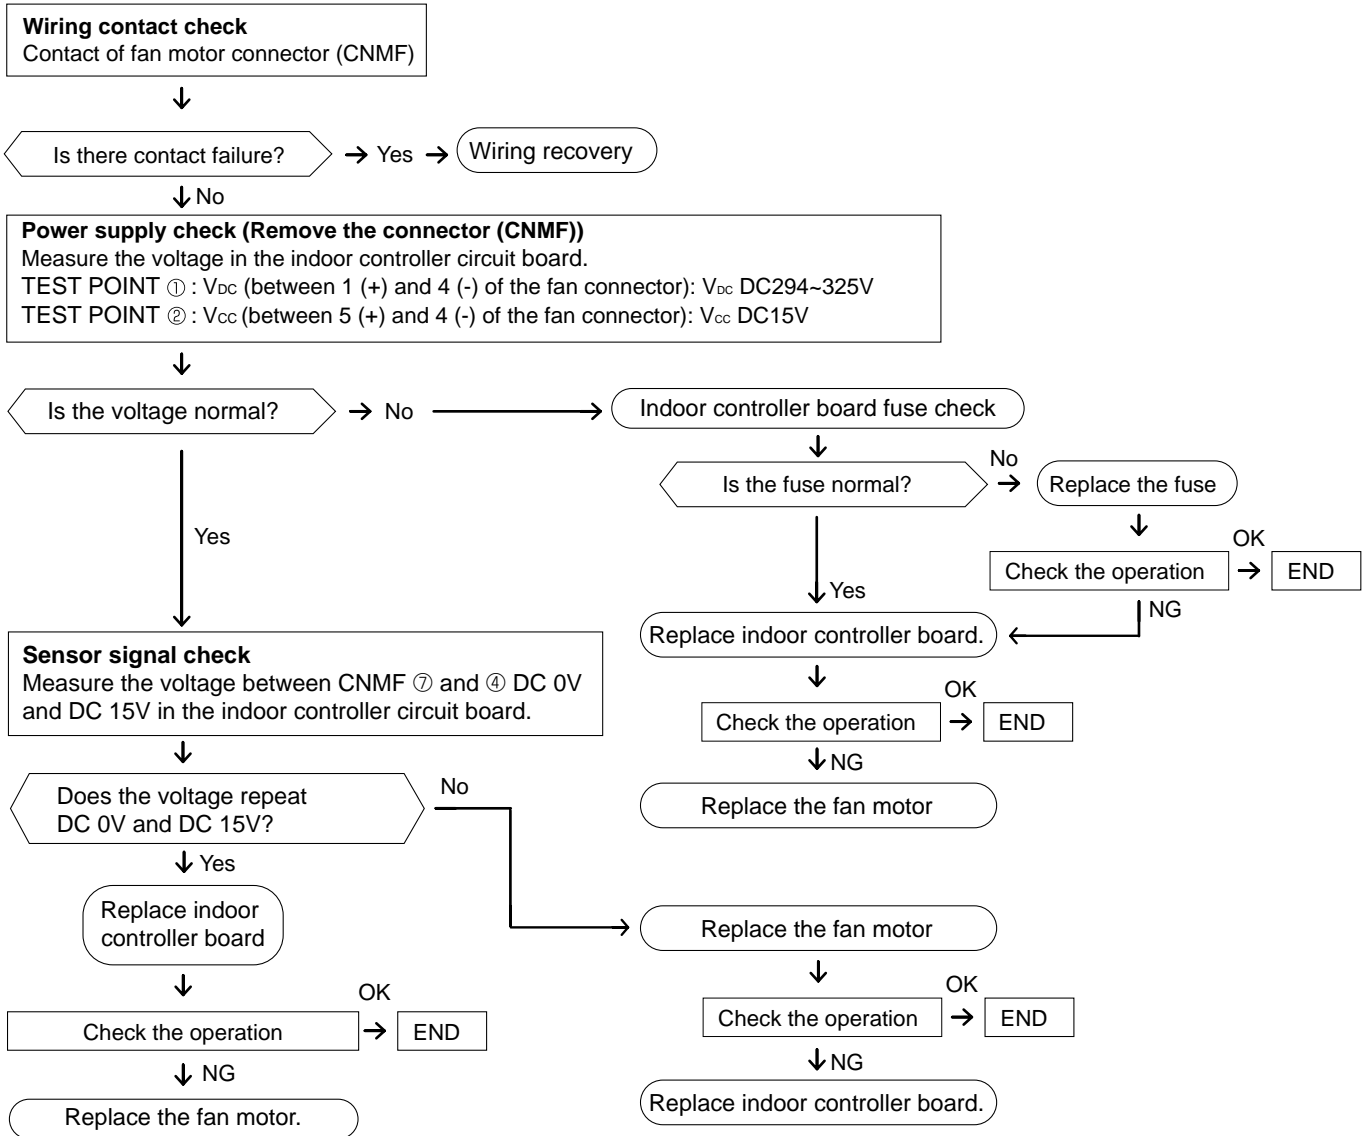 Wiring contact check
Contact of fan motor connector (CNMF)
Is there contact failure?
Yes
Wiring recovery
No
Power supply check (Remove the connector (CNMF))
Measure the voltage in the indoor controller circuit board.
TEST POINT ① : VDC (between 1 (+) and 4 (-) of the fan connector): VDC DC294~325V
TEST POINT ② : VCC (between 5 (+) and 4 (-) of the fan connector): Vcc DC15V
Is the voltage normal?
No
Indoor controller board fuse check
Is the fuse normal?
No
Replace the fuse
Yes
OK
Check the operation
END
Yes
NG
Replace indoor controller board.
Sensor signal check
Measure the voltage between CNMF ⑦ and ④ DC 0V
and DC 15V in the indoor controller circuit board.
OK
Check the operation
END
NG
Replace the fan motor
Does the voltage repeat
DC 0V and DC 15V?
No
Yes
Replace indoor
controller board
Replace the fan motor
OK
Check the operation
END
NG
Replace the fan motor.
OK
Check the operation
END
NG
Replace indoor controller board.